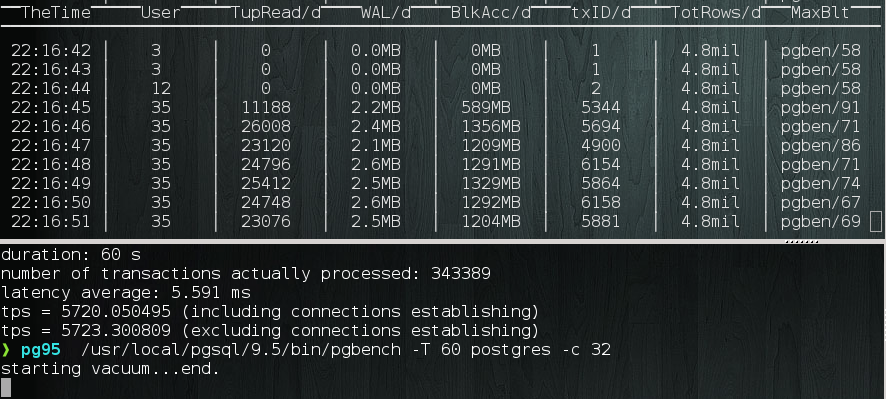 TheTime User TupRead/d WAL/d BlkAcc/d txID/d TotRows/d MaxBlt
22:16:42 | 3 | 0 | 0.0MB | 0MB | 1 | 4.8mil | pgben/58
22:16:43 | 3 | 0 | 0.0MB | 0MB | 1 | 4.8mil | pgben/58
22:16:44 | 12 | 0 | 0.0MB | 0MB | 2 | 4.8mil | pgben/58
22:16:45 | 35 | 11188 | 2.2MB | 589MB | 5344 | 4.8mil | pgben/91
22:16:46 | 35 | 26008 | 2.4MB | 1356MB | 5694 | 4.8mil | pgben/71
22:16:47 | 35 | 23120 | 2.1MB | 1209MB | 4900 | 4.8mil | pgben/86
22:16:48 | 35 | 24796 | 2.6MB | 1291MB | 6154 | 4.8mil | pgben/71
22:16:49 | 35 | 25412 | 2.5MB | 1329MB | 5864 | 4.8mil | pgben/74
22:16:50 | 35 | 24748 | 2.6MB | 1292MB | 6158 | 4.8mil | pgben/67
22:16:51 | 35 | 23076 | 2.5MB | 1204MB | 5881 | 4.8mil | pgben/69
duration: 60 s
number of transactions actually processed: 343389
latency average: 5.591 ms
tps = 5720.050495 (including connections establishing)
tps = 5723.300809 (excluding connections establishing)
❯ pg95 /usr/local/pgsql/9.5/bin/pgbench -T 60 postgres -c 32
starting vacuum...end.